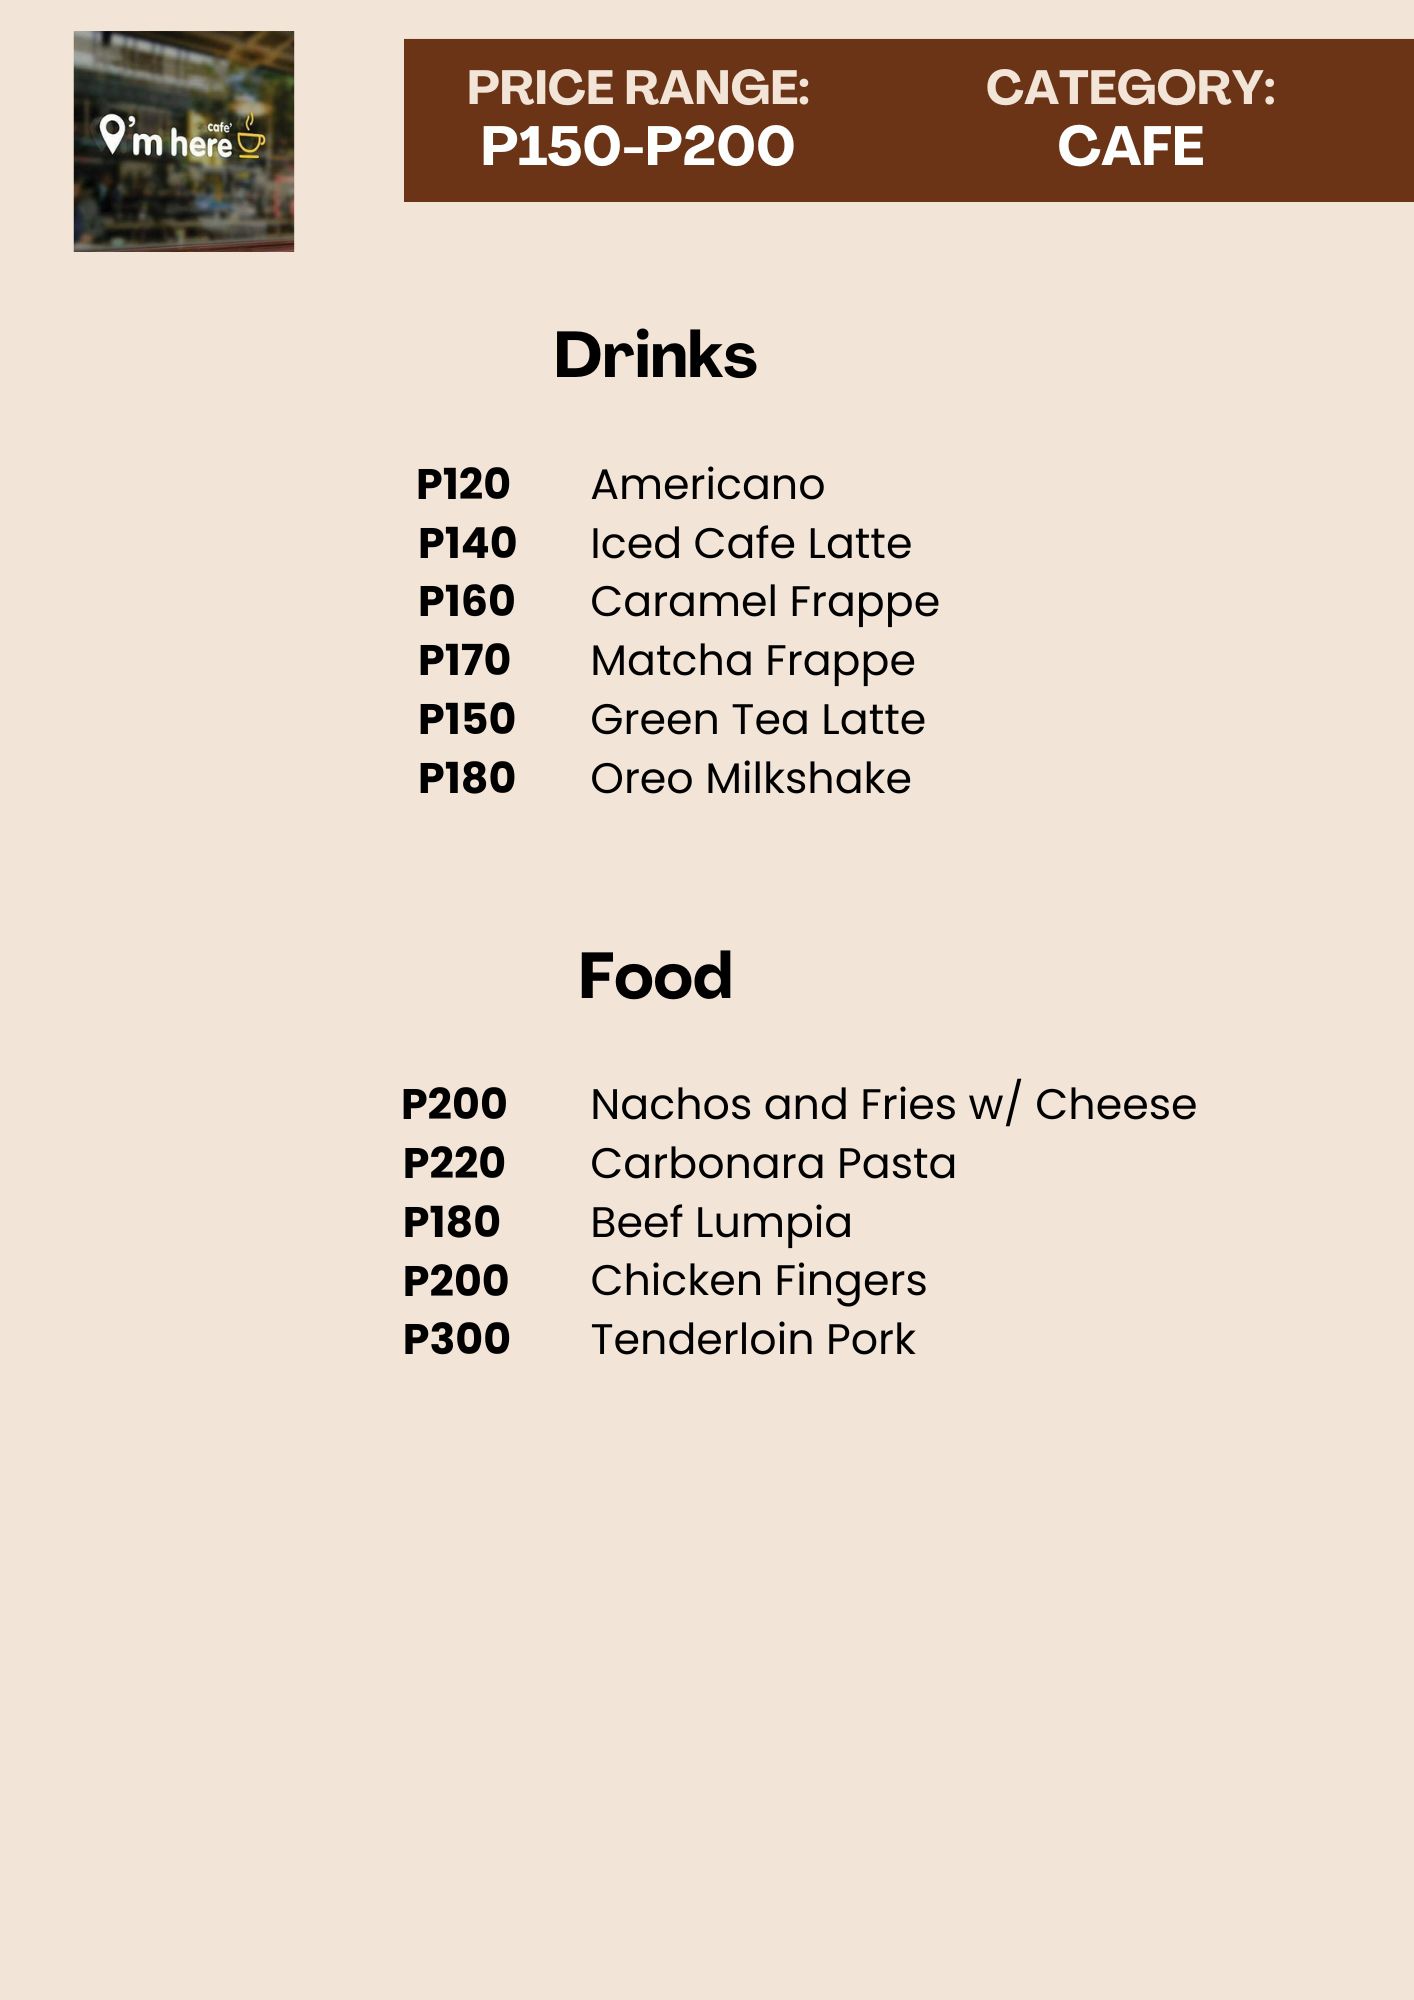 'm here
cafe'
PRICE RANGE:
P150-P200
CATEGORY:
CAFE
Drinks
P120 Americano
P140 Iced Cafe Latte
P160 Caramel Frappe
P170 Matcha Frappe
P150 Green Tea Latte
P180 Oreo Milkshake
Food
P200 Nachos and Fries w/ Cheese
P220 Carbonara Pasta
P180 Beef Lumpia
P200 Chicken Fingers
P300 Tenderloin Pork